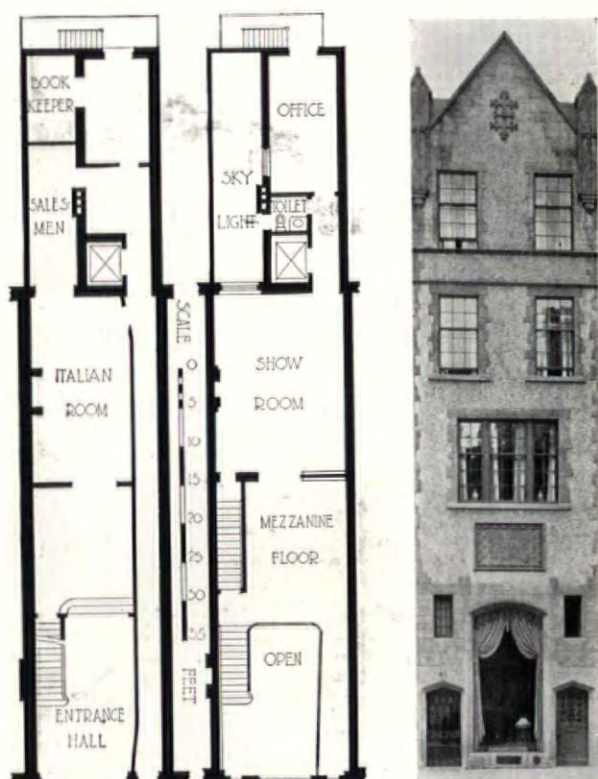 BOOK
KEEPER
SALES-
MEN
ITALIAN
ROOM
ENTRANCE
HALL
SCALE
0
5
10
15
20
25
30
35
FEET
OFFICE
SKY
LIGHT
TOILET
SHOW
ROOM
MEZZANINE
FLOOR
OPEN